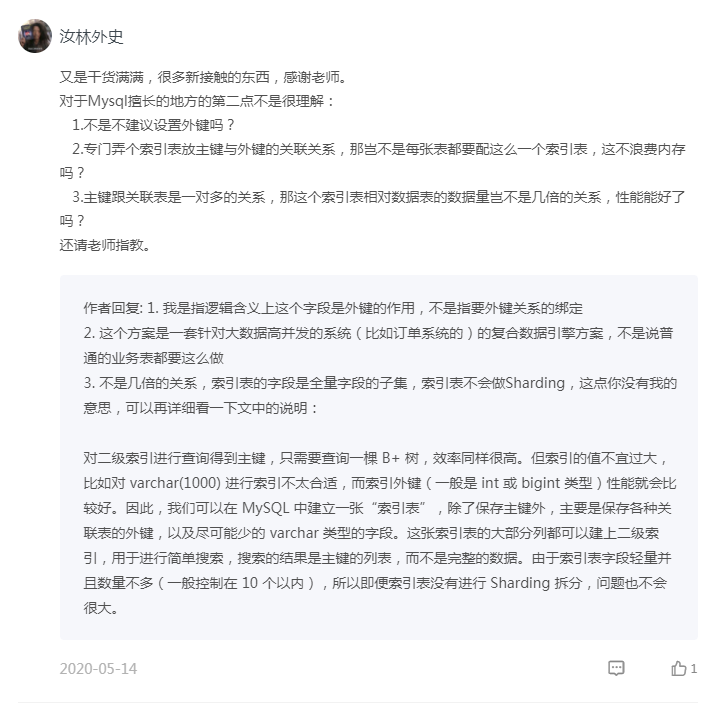 汝林外史
又是干货满满，很多新接触的东西，感谢老师。
对于Mysql擅长的地方的第二点不是很理解：
1.不是不建议设置外键吗？
2.专门弄个索引表放主键与外键的关联关系，那岂不是每张表都要配这么一个索引表，这不浪费内存
吗？
3.主键跟关联表是一对多的关系，那这个索引表相对数据表的数据量岂不是几倍的关系，性能能好了
吗？
还请老师指教。
作者回复: 1. 我是指逻辑含义上这个字段是外键的作用，不是指要外键关系的绑定
2. 这个方案是一套针对大数据高并发的系统（比如订单系统的）的复合数据引擎方案，不是说普
通的业务表都要这么做
3. 不是几倍的关系，索引表的字段是全量字段的子集，索引表不会做Sharding，这点你没有我的
意思，可以再详细看一下文中的说明：
对二级索引进行查询得到主键，只需要查询一棵 B+ 树，效率同样很高。但索引的值不宜过大，
比如对 varchar(1000) 进行索引不太合适，而索引外键（一般是 int 或 bigint 类型）性能就会比
较好。因此，我们可以在 MySQL 中建立一张“索引表”，除了保存主键外，主要是保存各种关
联表的外键，以及尽可能少的 varchar 类型的字段。这张索引表的大部分列都可以建上二级索
引，用于进行简单搜索，搜索的结果是主键的列表，而不是完整的数据。由于索引表字段轻量并
且数量不多（一般控制在 10 个以内），所以即便索引表没有进行 Sharding 拆分，问题也不会
很大。
2020-05-14
1